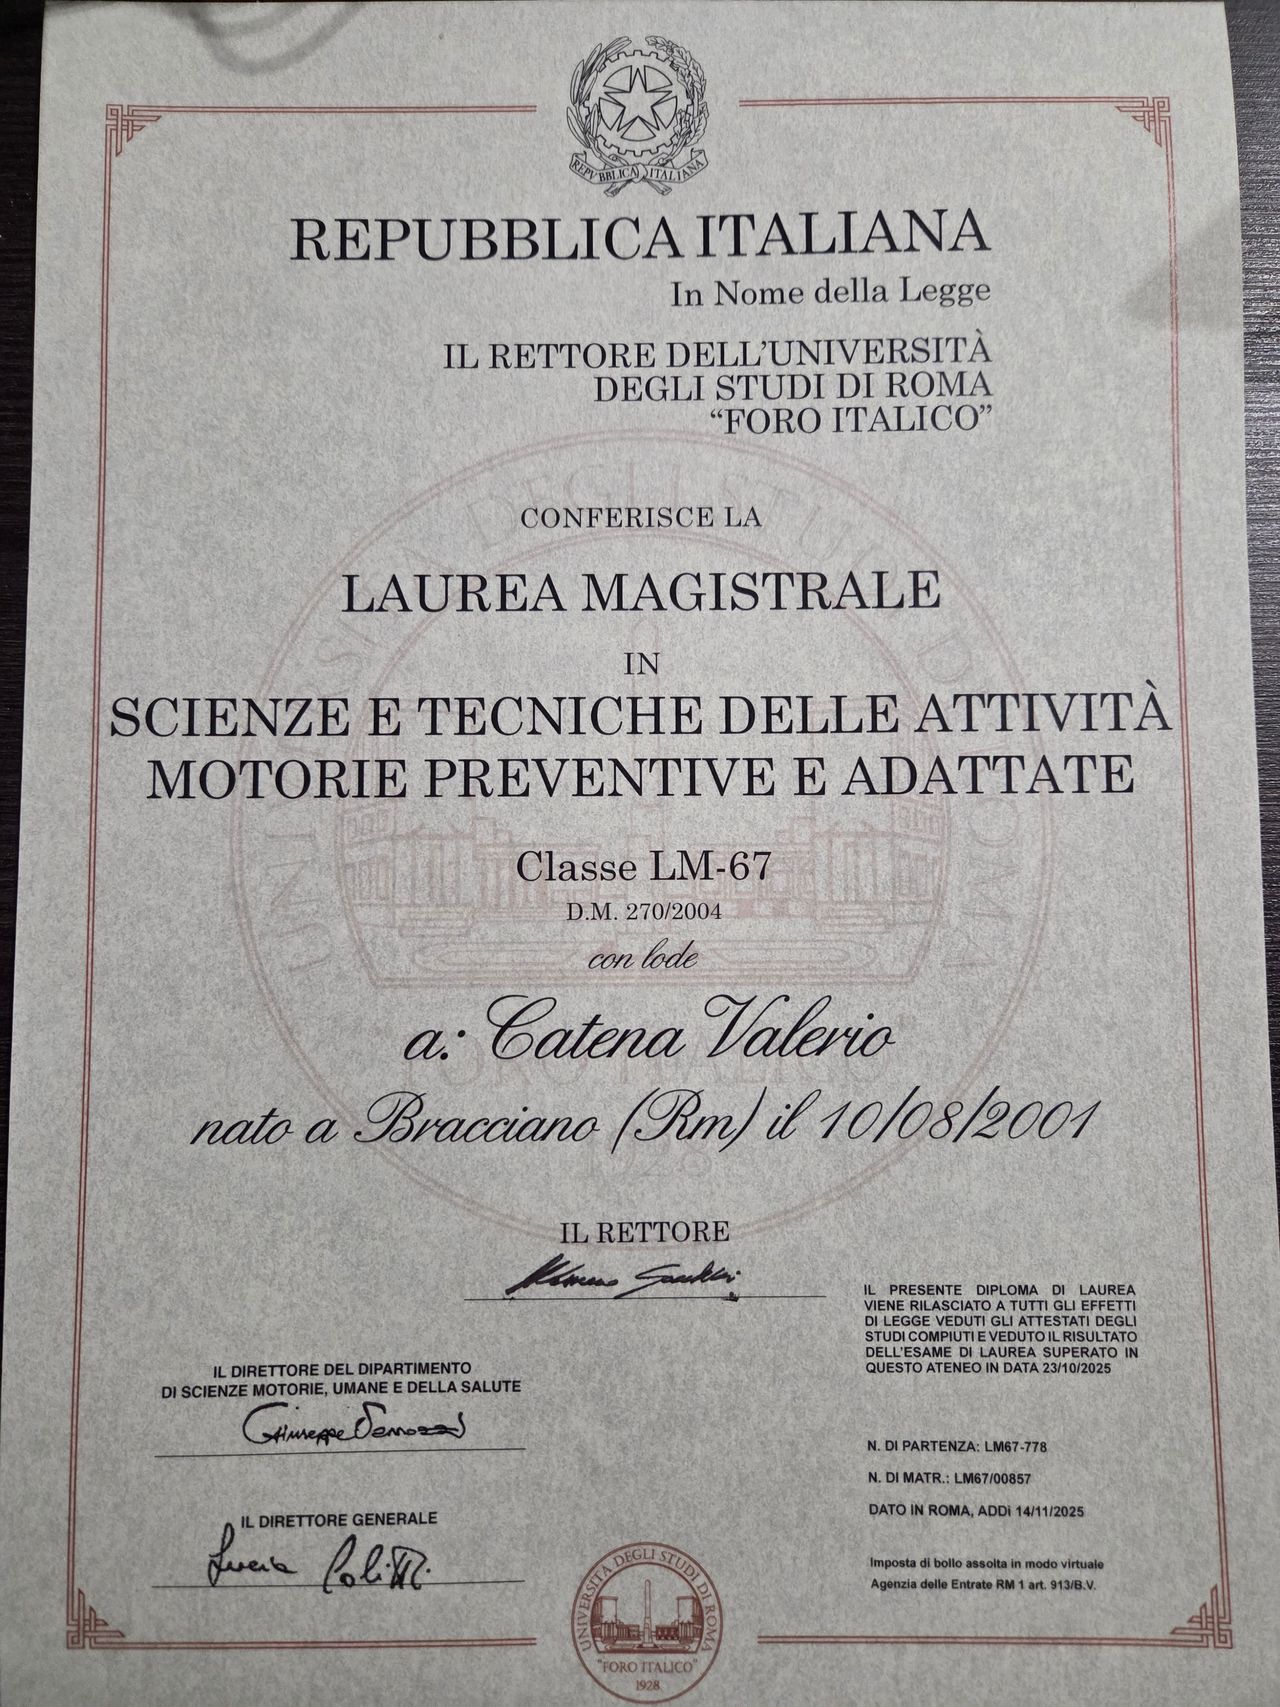 REPVBBLICA ITALIANA
REPUBBLICA ITALIANA
In Nome della Legge
IL RETTORE DELL'UNIVERSITÀ
DEGLI STUDI DI ROMA
“FORO ITALICO”
CONFERISCE LA
LAUREA MAGISTRALE
IN
SCIENZE E TECNICHE DELLE ATTIVITÀ
MOTORIE PREVENTIVE E ADATTATE
Classe LM-67
D.M. 270/2004
con lode
a: Catena Valerio
nato a Bracciano (Rm) il 10/08/2001
IL RETTORE
IL PRESENTE DIPLOMA DI LAUREA
VIENE RILASCIATO A TUTTI GLI EFFETTI
DI LEGGE VEDUTI GLI ATTESTATI DEGLI
STUDI COMPIUTI E VEDUTO IL RISULTATO
DELL'ESAME DI LAUREA SUPERATO IN
QUESTO ATENEO IN DATA 23/10/2025
IL DIRETTORE DEL DIPARTIMENTO
DI SCIENZE MOTORIE, UMANE E DELLA SALUTE
Giuseppe
N. DI PARTENZA: LM67-778
N. DI MATR.: LM67/00857
DATO IN ROMA, ADDì 14/11/2025
IL DIRETTORE GENERALE
Lucia
Imposta di bollo assolta in modo virtuale
Agenzia delle Entrate RM 1 art. 913/B.V.
UNIVERSITÀ DEGLI STUDI DI ROMA
"FORO ITALICO"
1928